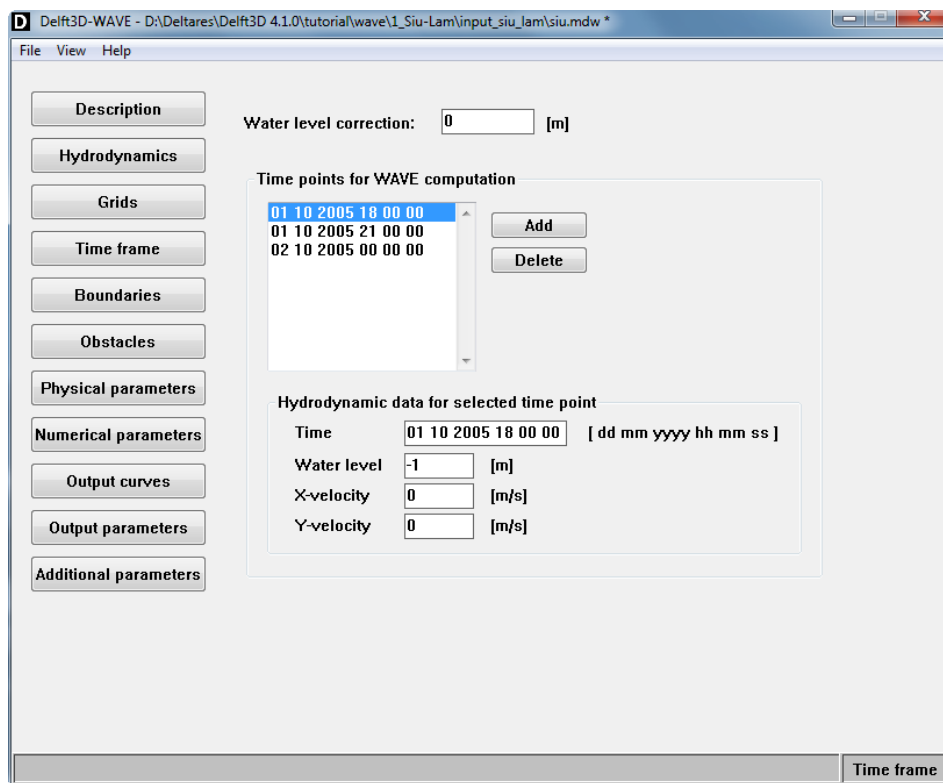 D Delft3D-WAVE - D:\Deltares\Delft3D 4.1.0\tutorial\wave\1_Siu-Lam\input_siu_lam\siu.mdw *
File View Help
Description
Hydrodynamics
Grids
Time frame
Boundaries
Obstacles
Physical parameters
Numerical parameters
Output curves
Output parameters
Additional parameters
Water level correction: 0 [m]
Time points for WAVE computation
01 10 2005 18 00 00
01 10 2005 21 00 00
02 10 2005 00 00 00
Add
Delete
Hydrodynamic data for selected time point
Time 01 10 2005 18 00 00 [ dd mm yyyy hh mm ss ]
Water level -1 [m]
X-velocity 0 [m/s]
Y-velocity 0 [m/s]
Time frame